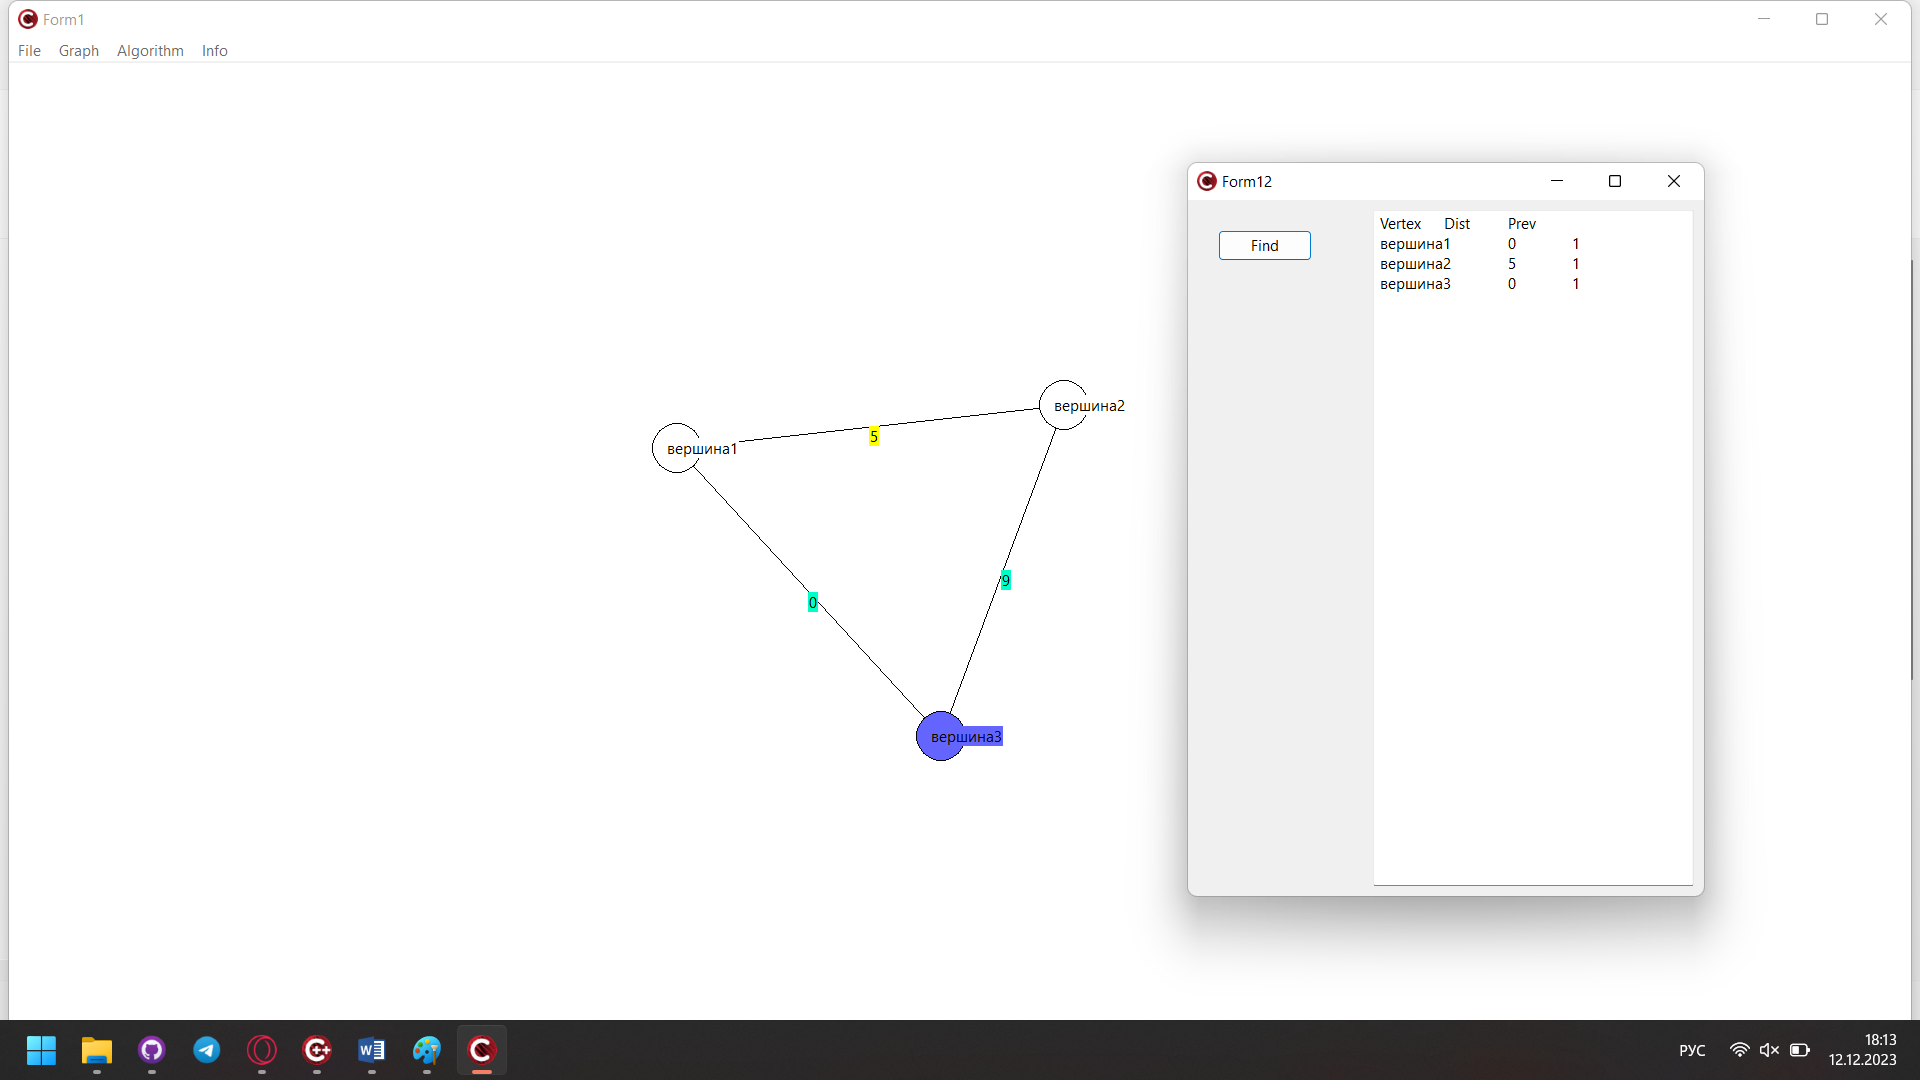 Form1
File Graph Algorithm Info
Form12
Find
Vertex Dist Prev
вершина1 0 1
вершина2 5 1
вершина3 0 1
вершина2
5
вершина1
9
0
вершина3
РУС
18:13
12.12.2023